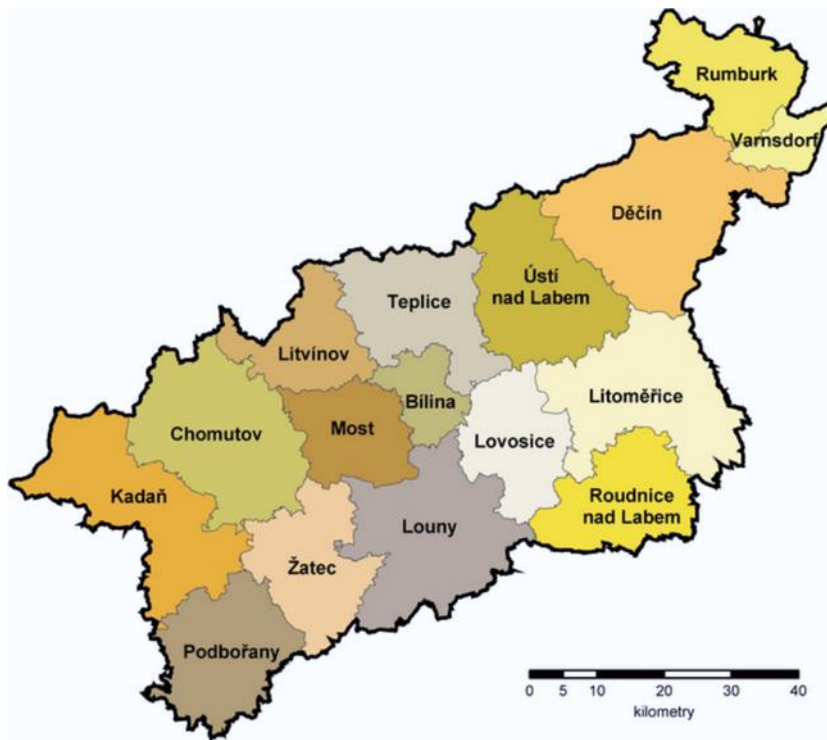 Rumburk
Varnsdorf
Děčín
Ústí
nad Labem
Teplice
Litvínov
Litoměřice
Bílina
Chomutov
Most
Lovosice
Kadaň
Roudnice
nad Labem
Louny
Žatec
Podbořany
0 5 10 20 30 40
kilometry